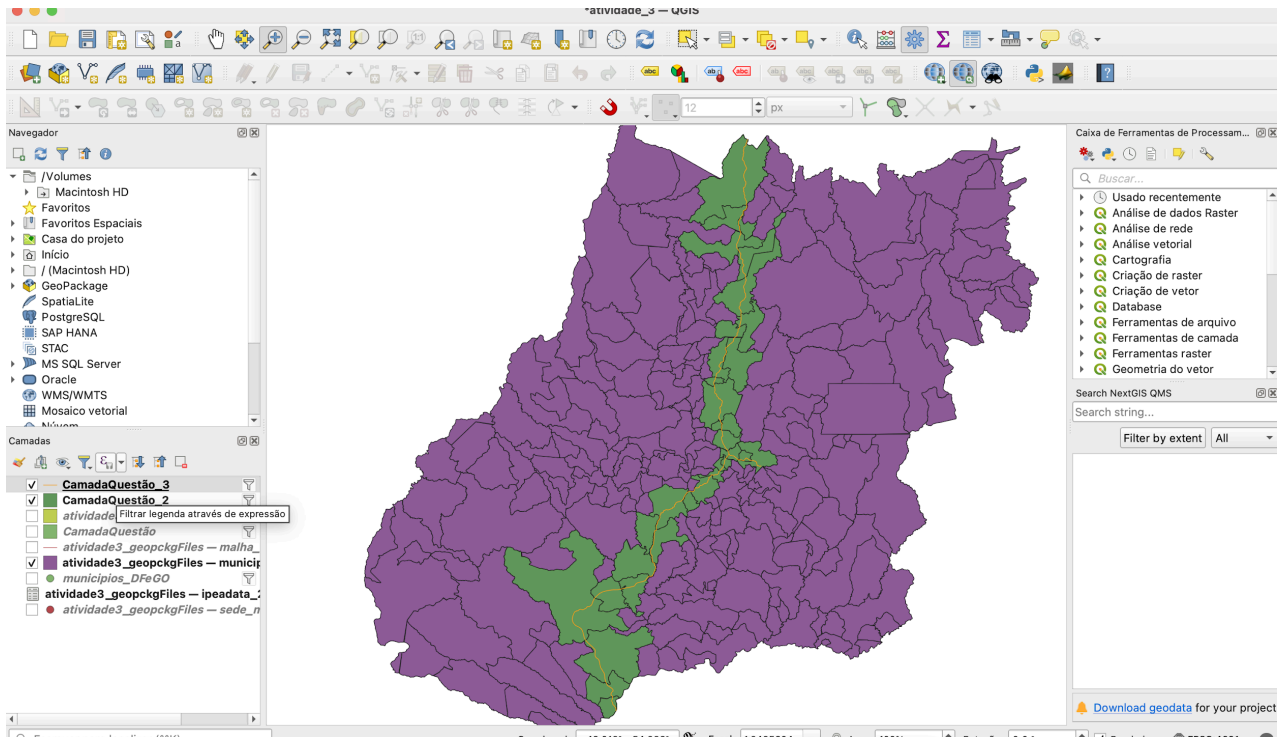 *atividade_3 — QGIS
abc
abc
abc
12
px
Navegador
/Volumes
Macintosh HD
Favoritos
Favoritos Espaciais
Casa do projeto
Início
/ (Macintosh HD)
GeoPackage
SpatiaLite
PostgreSQL
SAP HANA
STAC
MS SQL Server
Oracle
WMS/WMTS
Mosaico vetorial
Camadas
CamadaQuestão_3
CamadaQuestão_2
atividade
Filtrar legenda através de expressão
CamadaQuestão
atividade3_geopckgFiles — malha_
atividade3_geopckgFiles — municip
municipios_DFeGO
atividade3_geopckgFiles — ipeadata_2
atividade3_geopckgFiles — sede_m
Caixa de Ferramentas de Processam...
Buscar...
Usado recentemente
Análise de dados Raster
Análise de rede
Análise vetorial
Cartografia
Criação de raster
Criação de vetor
Database
Ferramentas de arquivo
Ferramentas de camada
Ferramentas raster
Geometria do vetor
Search NextGIS QMS
Search string...
Filter by extent
All
Download geodata for your project